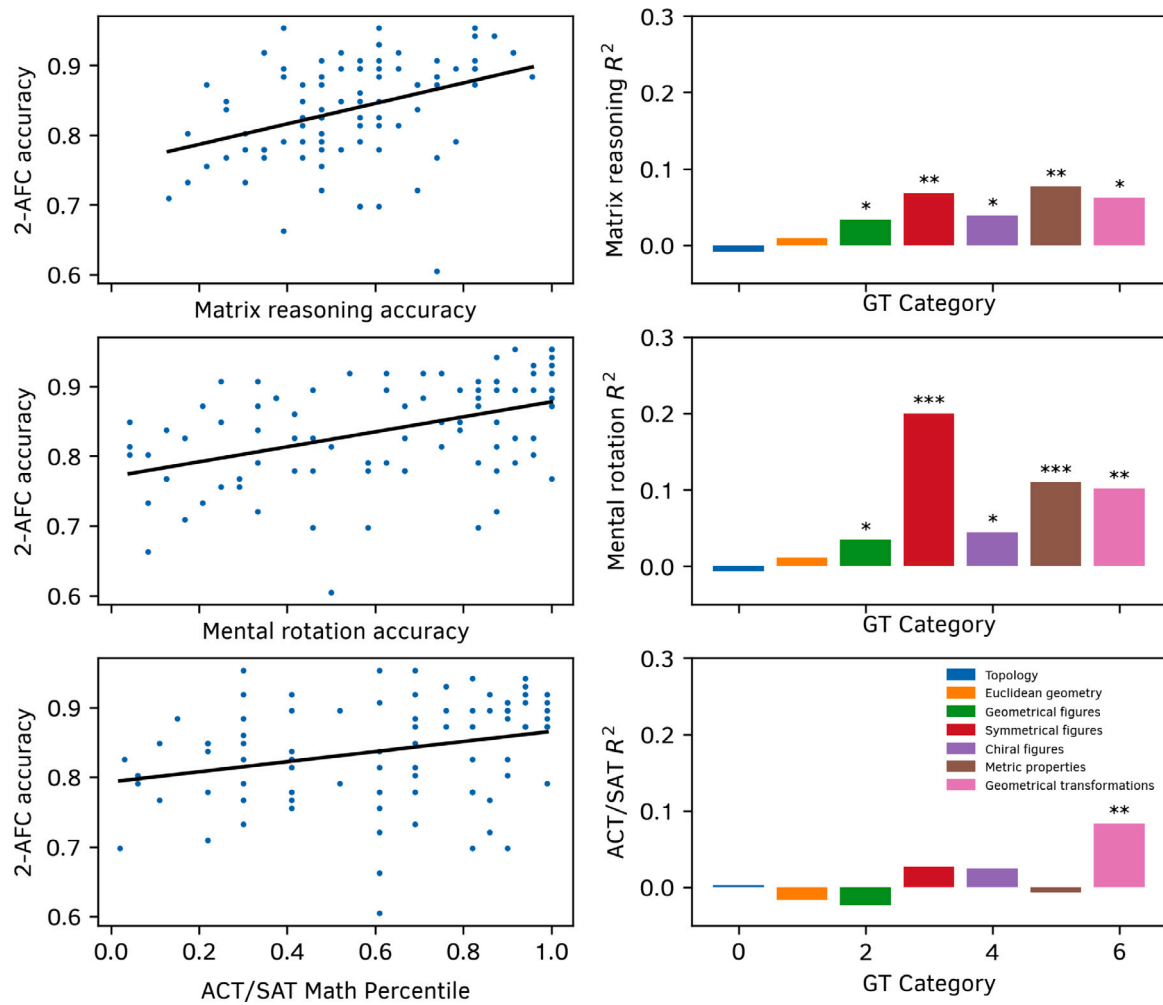 2-AFC accuracy
0.9
0.8
0.7
0.6
Matrix reasoning accuracy
Matrix reasoning R²
0.3
0.2
0.1
0.0
* ** * ** *
GT Category
2-AFC accuracy
0.9
0.8
0.7
0.6
Mental rotation accuracy
Mental rotation R²
0.3
0.2
0.1
0.0
* *** * *** **
GT Category
2-AFC accuracy
0.9
0.8
0.7
0.6
0.0 0.2 0.4 0.6 0.8 1.0
ACT/SAT Math Percentile
ACT/SAT R²
0.3
0.2
0.1
0.0
Topology
Euclidean geometry
Geometrical figures
Symmetrical figures
Chiral figures
Metric properties
Geometrical transformations
**
0 2 4 6
GT Category